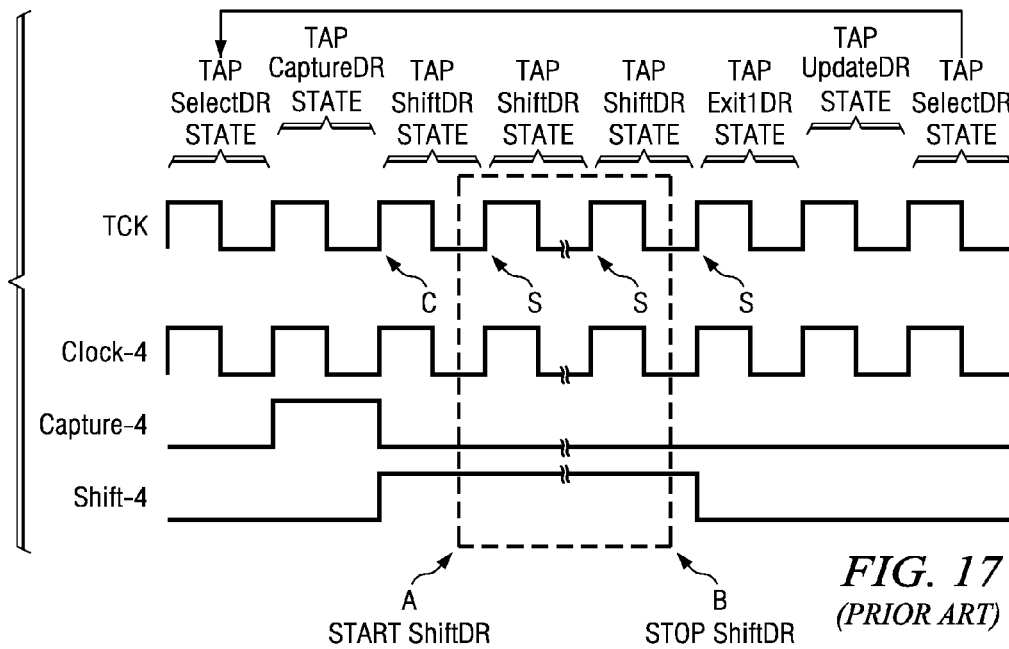 TAP
SelectDR
STATE
TAP
CaptureDR
STATE
TAP
ShiftDR
STATE
TAP
ShiftDR
STATE
TAP
ShiftDR
STATE
TAP
Exit1DR
STATE
TAP
UpdateDR
STATE
TAP
SelectDR
STATE
TCK
C
S
S
S
Clock-4
Capture-4
Shift-4
A
START ShiftDR
B
STOP ShiftDR
FIG. 17
(PRIOR ART)